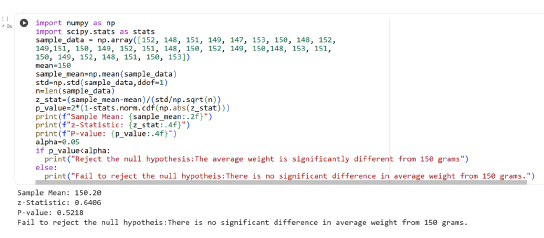 import numpy as np
import scipy.stats as stats
sample_data = np.array([152, 148, 151, 149, 147, 153, 150, 148, 152,
149,151, 150, 149, 152, 151, 148, 150, 152, 149, 150,148, 153, 151,
150, 149, 152, 148, 151, 150, 153])
mean=150
sample_mean=np.mean(sample_data)
std=np.std(sample_data,ddof=1)
n=len(sample_data)
z_stat=(sample_mean-mean)/(std/np.sqrt(n))
p_value=2*(1-stats.norm.cdf(np.abs(z_stat)))
print(f"Sample Mean: {sample_mean:.2f}")
print(f"z-Statistic: {z_stat:.4f}")
print(f"P-value: {p_value:.4f}")
alpha=0.05
if p_value<alpha:
  print("Reject the null hypothesis:The average weight is significantly different from 150 grams")
else:
  print("Fail to reject the null hypothesis:There is no significant difference in average weight from 150 grams.")
Sample Mean: 150.20
z-Statistic: 0.6406
P-value: 0.5218
Fail to reject the null hypotheis:There is no significant difference in average weight from 150 grams.